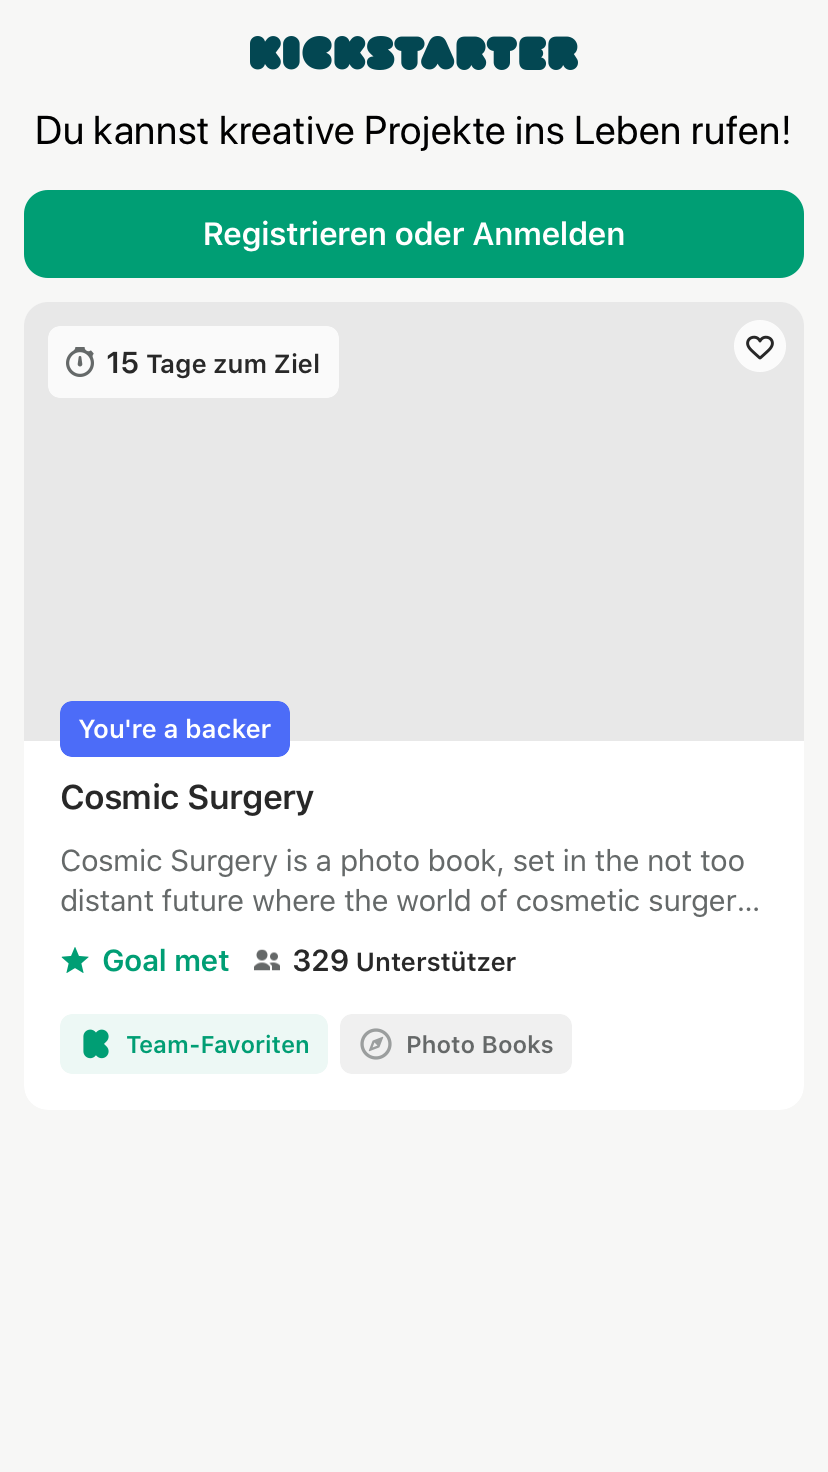 KICKSTARTER
Du kannst kreative Projekte ins Leben rufen!
Registrieren oder Anmelden
15 Tage zum Ziel
You're a backer
Cosmic Surgery
Cosmic Surgery is a photo book, set in the not too
distant future where the world of cosmetic surger...
Goal met 329 Unterstützer
Team-Favoriten Photo Books